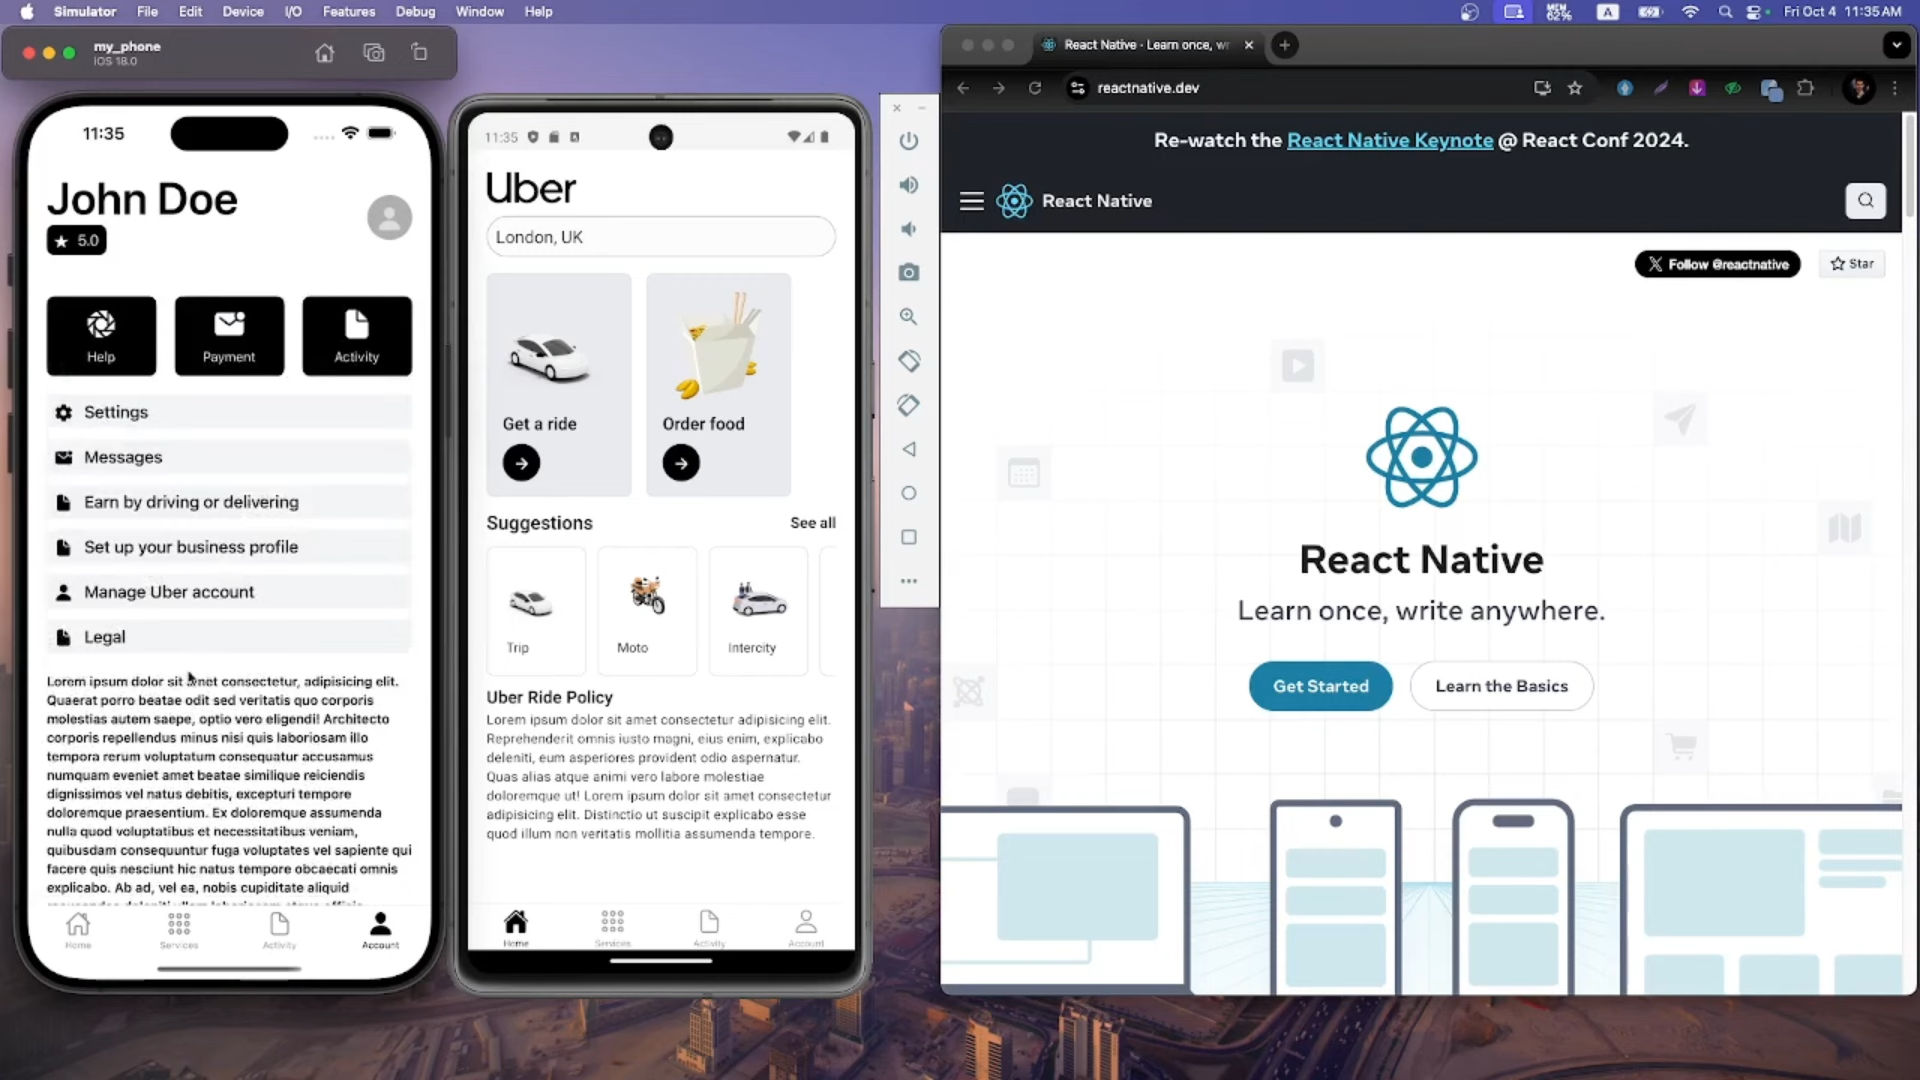 Simulator File Edit Device I/O Features Debug Window Help
MEM
62%
A
Fri Oct 4 11:35 AM
my_phone
iOS 18.0
11:35
John Doe
★ 5.0
Help
Payment
Activity
Settings
Messages
Earn by driving or delivering
Set up your business profile
Manage Uber account
Legal
Lorem ipsum dolor sit amet consectetur, adipisicing elit.
Quaerat porro beatae odit sed veritatis quo corporis
molestias autem saepe, optio vero eligendi! Architecto
corporis repellendus minus nisi quis laboriosam illo
tempora rerum voluptatum consequatur accusamus
numquam eveniet amet beatae similique reiciendis
dignissimos vel natus debitis, excepturi tempore
doloremque praesentium. Ex doloremque assumenda
nulla quod voluptatibus et necessitatibus veniam,
quibusdam consequuntur fuga voluptates vel sapiente qui
facere quis nesciunt hic natus tempore obcaecati omnis
explicabo. Ab ad, vel ea, nobis cupiditate aliquid
Home
Services
Activity
Account
11:35
Uber
London, UK
Get a ride
Order food
Suggestions
See all
Trip
Moto
Intercity
Uber Ride Policy
Lorem ipsum dolor sit amet consectetur adipisicing elit.
Reprehenderit omnis iusto magni, eius enim, explicabo
deleniti, eum asperiores provident odio aspernatur.
Quas alias atque animi vero labore molestiae
doloremque ut! Lorem ipsum dolor sit amet consectetur
adipisicing elit. Distinctio ut suscipit explicabo esse
quod illum non veritatis mollitia assumenda tempore.
Home
Services
Activity
Account
React Native · Learn once, wr
reactnative.dev
Re-watch the React Native Keynote @ React Conf 2024.
React Native
Follow @reactnative
Star
React Native
Learn once, write anywhere.
Get Started
Learn the Basics